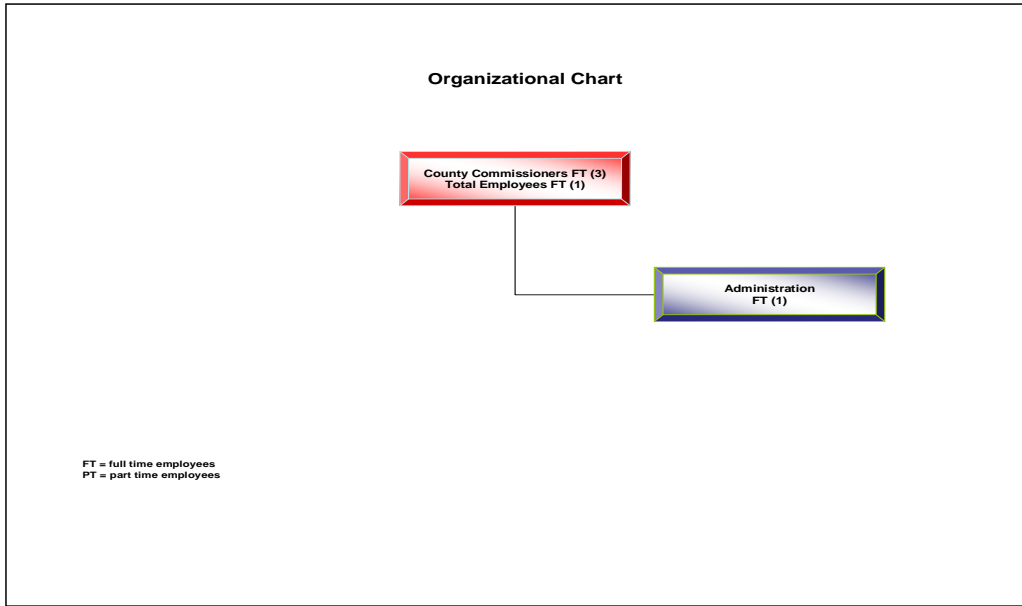 Organizational Chart
County Commissioners FT (3)
Total Employees FT (1)
Administration
FT (1)
FT = full time employees
PT = part time employees